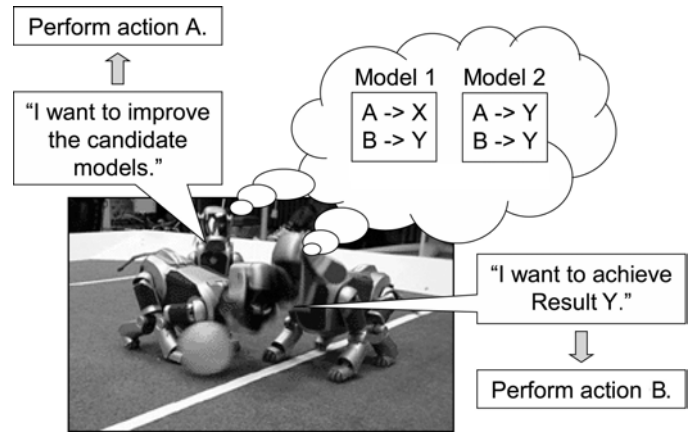 Perform action A.
“I want to improve
the candidate
models.”
Model 1
A -> X
B -> Y
Model 2
A -> Y
B -> Y
“I want to achieve
Result Y.”
Perform action B.